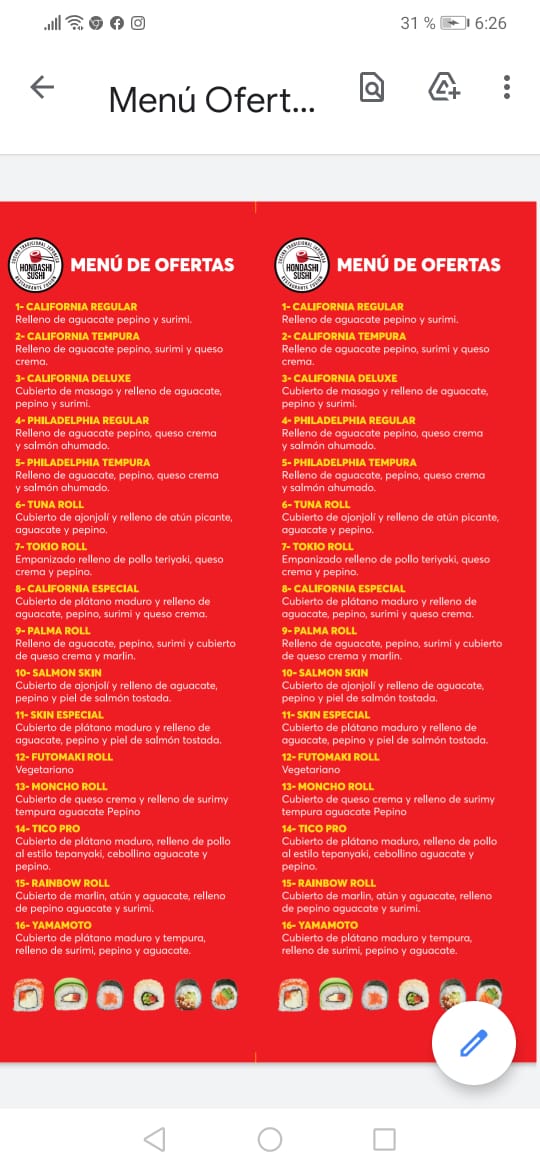 31 % 6:26
Menú Ofert...
COCINA TRADICIONAL JAPONESA
HONDASHI
SUSHI
RESTAURANTE FUSION
MENÚ DE OFERTAS
1- CALIFORNIA REGULAR
Relleno de aguacate pepino y surimi.
2- CALIFORNIA TEMPURA
Relleno de aguacate pepino, surimi y queso
crema.
3- CALIFORNIA DELUXE
Cubierto de masago y relleno de aguacate,
pepino y surimi.
4- PHILADELPHIA REGULAR
Relleno de aguacate pepino, queso crema
y salmón ahumado.
5- PHILADELPHIA TEMPURA
Relleno de aguacate, pepino, queso crema
y salmón ahumado.
6- TUNA ROLL
Cubierto de ajonjolí y relleno de atún picante,
aguacate y pepino.
7- TOKIO ROLL
Empanizado relleno de pollo teriyaki, queso
crema y pepino.
8- CALIFORNIA ESPECIAL
Cubierto de plátano maduro y relleno de
aguacate, pepino, surimi y queso crema.
9- PALMA ROLL
Relleno de aguacate, pepino, surimi y cubierto
de queso crema y marlin.
10- SALMON SKIN
Cubierto de ajonjolí y relleno de aguacate,
pepino y piel de salmón tostada.
11- SKIN ESPECIAL
Cubierto de plátano maduro y relleno de
aguacate, pepino y piel de salmón tostada.
12- FUTOMAKI ROLL
Vegetariano
13- MONCHO ROLL
Cubierto de queso crema y relleno de surimy
tempura aguacate Pepino
14- TICO PRO
Cubierto de plátano maduro, relleno de pollo
al estilo tepanyaki, cebollino aguacate y
pepino.
15- RAINBOW ROLL
Cubierto de marlin, atún y aguacate, relleno
de pepino aguacate y surimi.
16- YAMAMOTO
Cubierto de plátano maduro y tempura,
relleno de surimi, pepino y aguacate.
COCINA TRADICIONAL JAPONESA
HONDASHI
SUSHI
RESTAURANTE FUSION
MENÚ DE OFERTAS
1- CALIFORNIA REGULAR
Relleno de aguacate pepino y surimi.
2- CALIFORNIA TEMPURA
Relleno de aguacate pepino, surimi y queso
crema.
3- CALIFORNIA DELUXE
Cubierto de masago y relleno de aguacate,
pepino y surimi.
4- PHILADELPHIA REGULAR
Relleno de aguacate pepino, queso crema
y salmón ahumado.
5- PHILADELPHIA TEMPURA
Relleno de aguacate, pepino, queso crema
y salmón ahumado.
6- TUNA ROLL
Cubierto de ajonjolí y relleno de atún picante,
aguacate y pepino.
7- TOKIO ROLL
Empanizado relleno de pollo teriyaki, queso
crema y pepino.
8- CALIFORNIA ESPECIAL
Cubierto de plátano maduro y relleno de
aguacate, pepino, surimi y queso crema.
9- PALMA ROLL
Relleno de aguacate, pepino, surimi y cubierto
de queso crema y marlin.
10- SALMON SKIN
Cubierto de ajonjolí y relleno de aguacate,
pepino y piel de salmón tostada.
11- SKIN ESPECIAL
Cubierto de plátano maduro y relleno de
aguacate, pepino y piel de salmón tostada.
12- FUTOMAKI ROLL
Vegetariano
13- MONCHO ROLL
Cubierto de queso crema y relleno de surimy
tempura aguacate Pepino
14- TICO PRO
Cubierto de plátano maduro, relleno de pollo
al estilo tepanyaki, cebollino aguacate y
pepino.
15- RAINBOW ROLL
Cubierto de marlin, atún y aguacate, relleno
de pepino aguacate y surimi.
16- YAMAMOTO
Cubierto de plátano maduro y tempura,
relleno de surimi, pepino y aguacate.